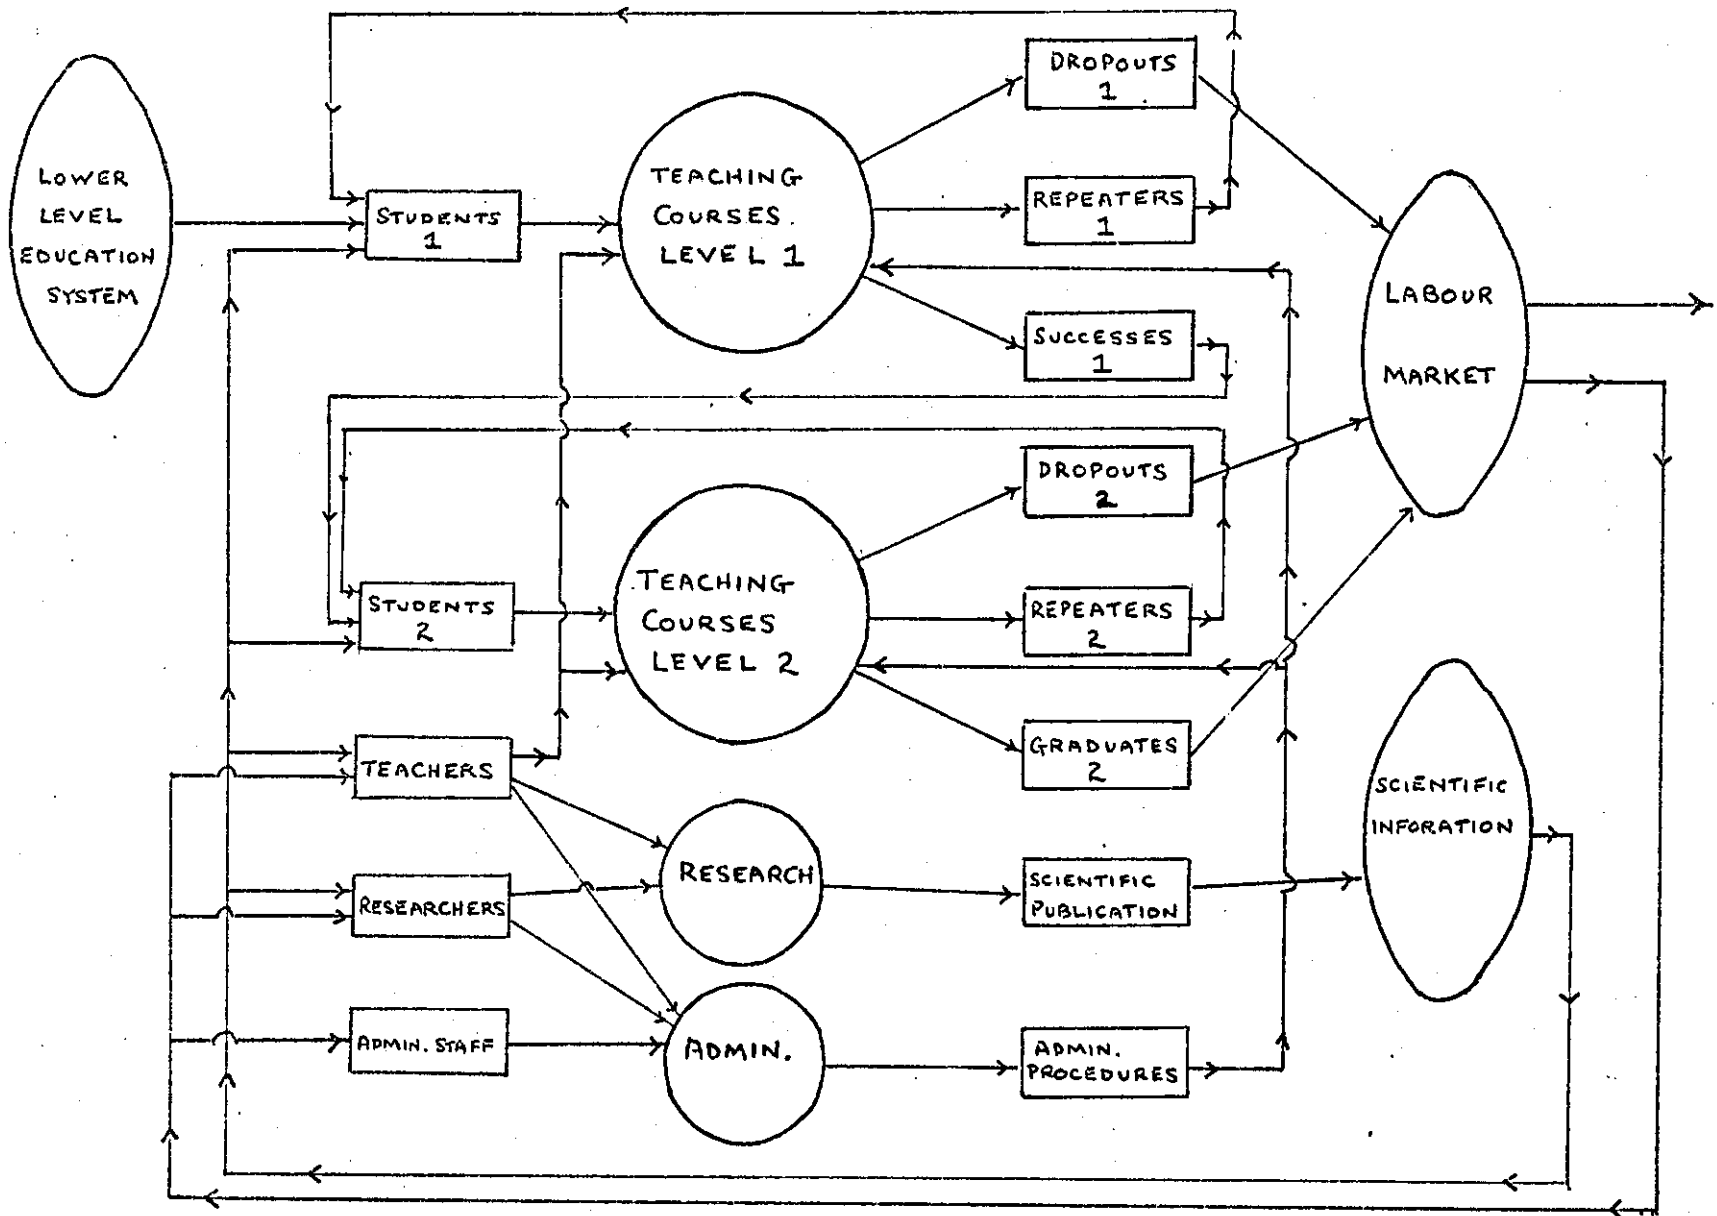 LOWER
LEVEL
EDUCATION
SYSTEM
STUDENTS
1
TEACHING
COURSES.
LEVEL 1
DROPOUTS
1
REPEATERS
1
SUCCESSES
1
LABOUR
MARKET
STUDENTS
2
TEACHING
COURSES
LEVEL 2
DROPOUTS
2
REPEATERS
2
GRADUATES
2
TEACHERS
RESEARCHERS
ADMIN. STAFF
RESEARCH
ADMIN.
SCIENTIFIC
PUBLICATION
ADMIN.
PROCEDURES
SCIENTIFIC
INFORATION